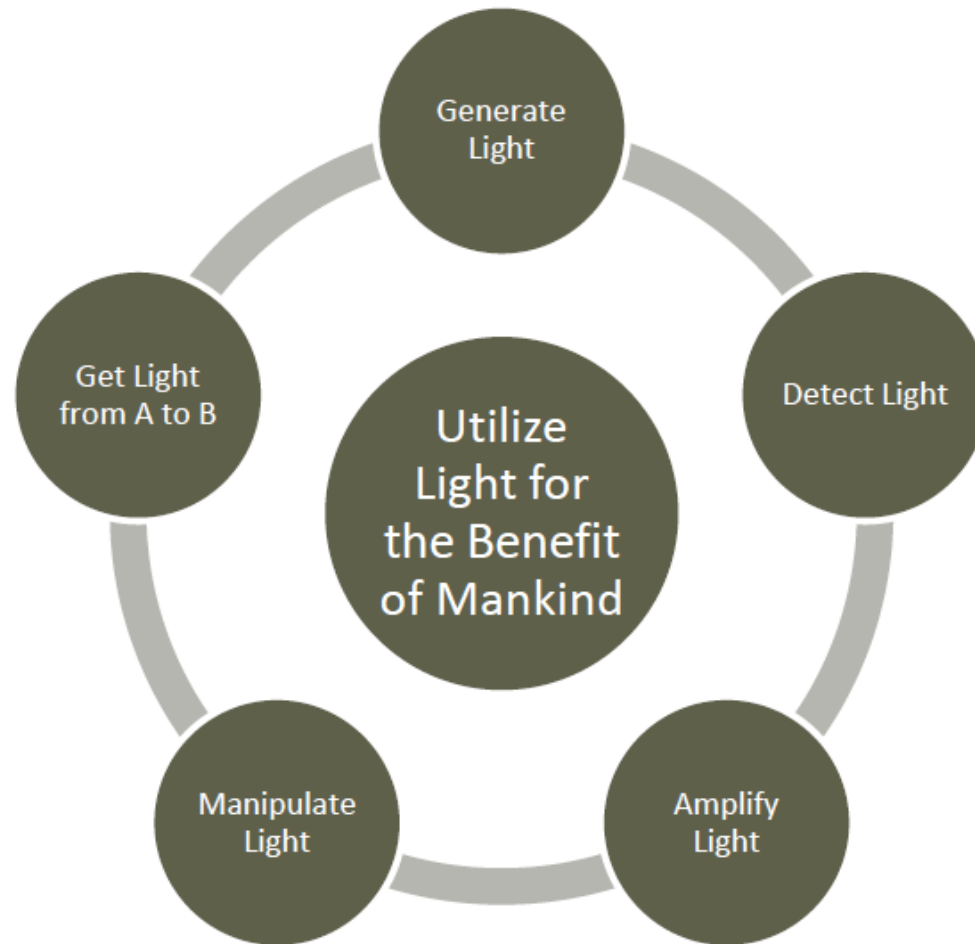 Generate
Light
Detect Light
Amplify
Light
Manipulate
Light
Get Light
from A to B
Utilize
Light for
the Benefit
of Mankind